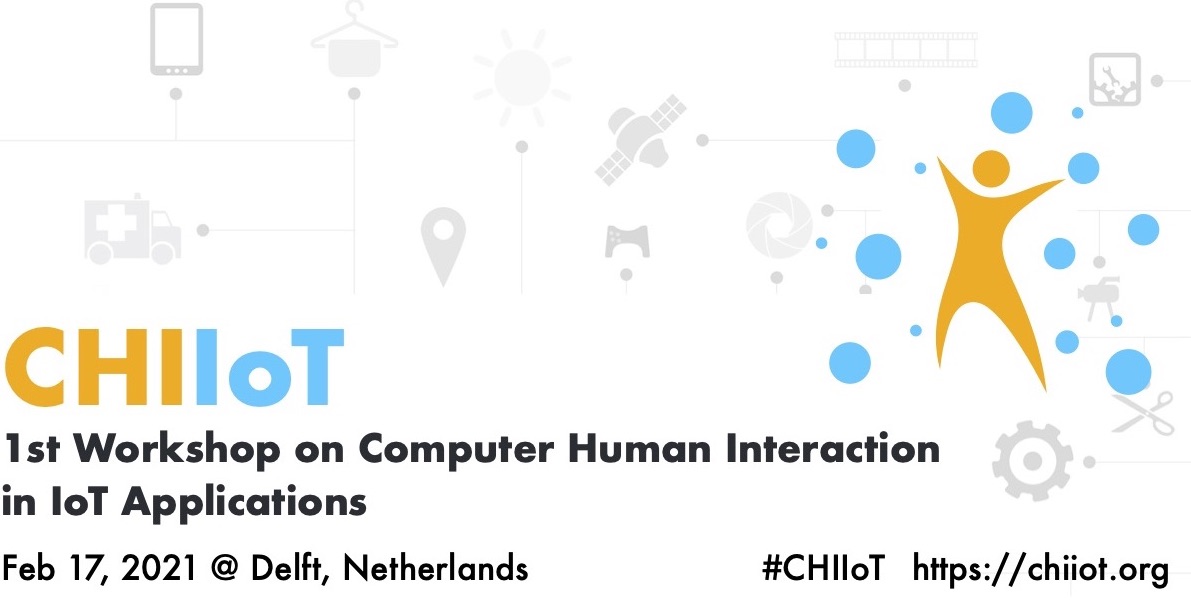 CHIIoT
1st Workshop on Computer Human Interaction
in IoT Applications
Feb 17, 2021 @ Delft, Netherlands
#CHIIoT https://chiiot.org